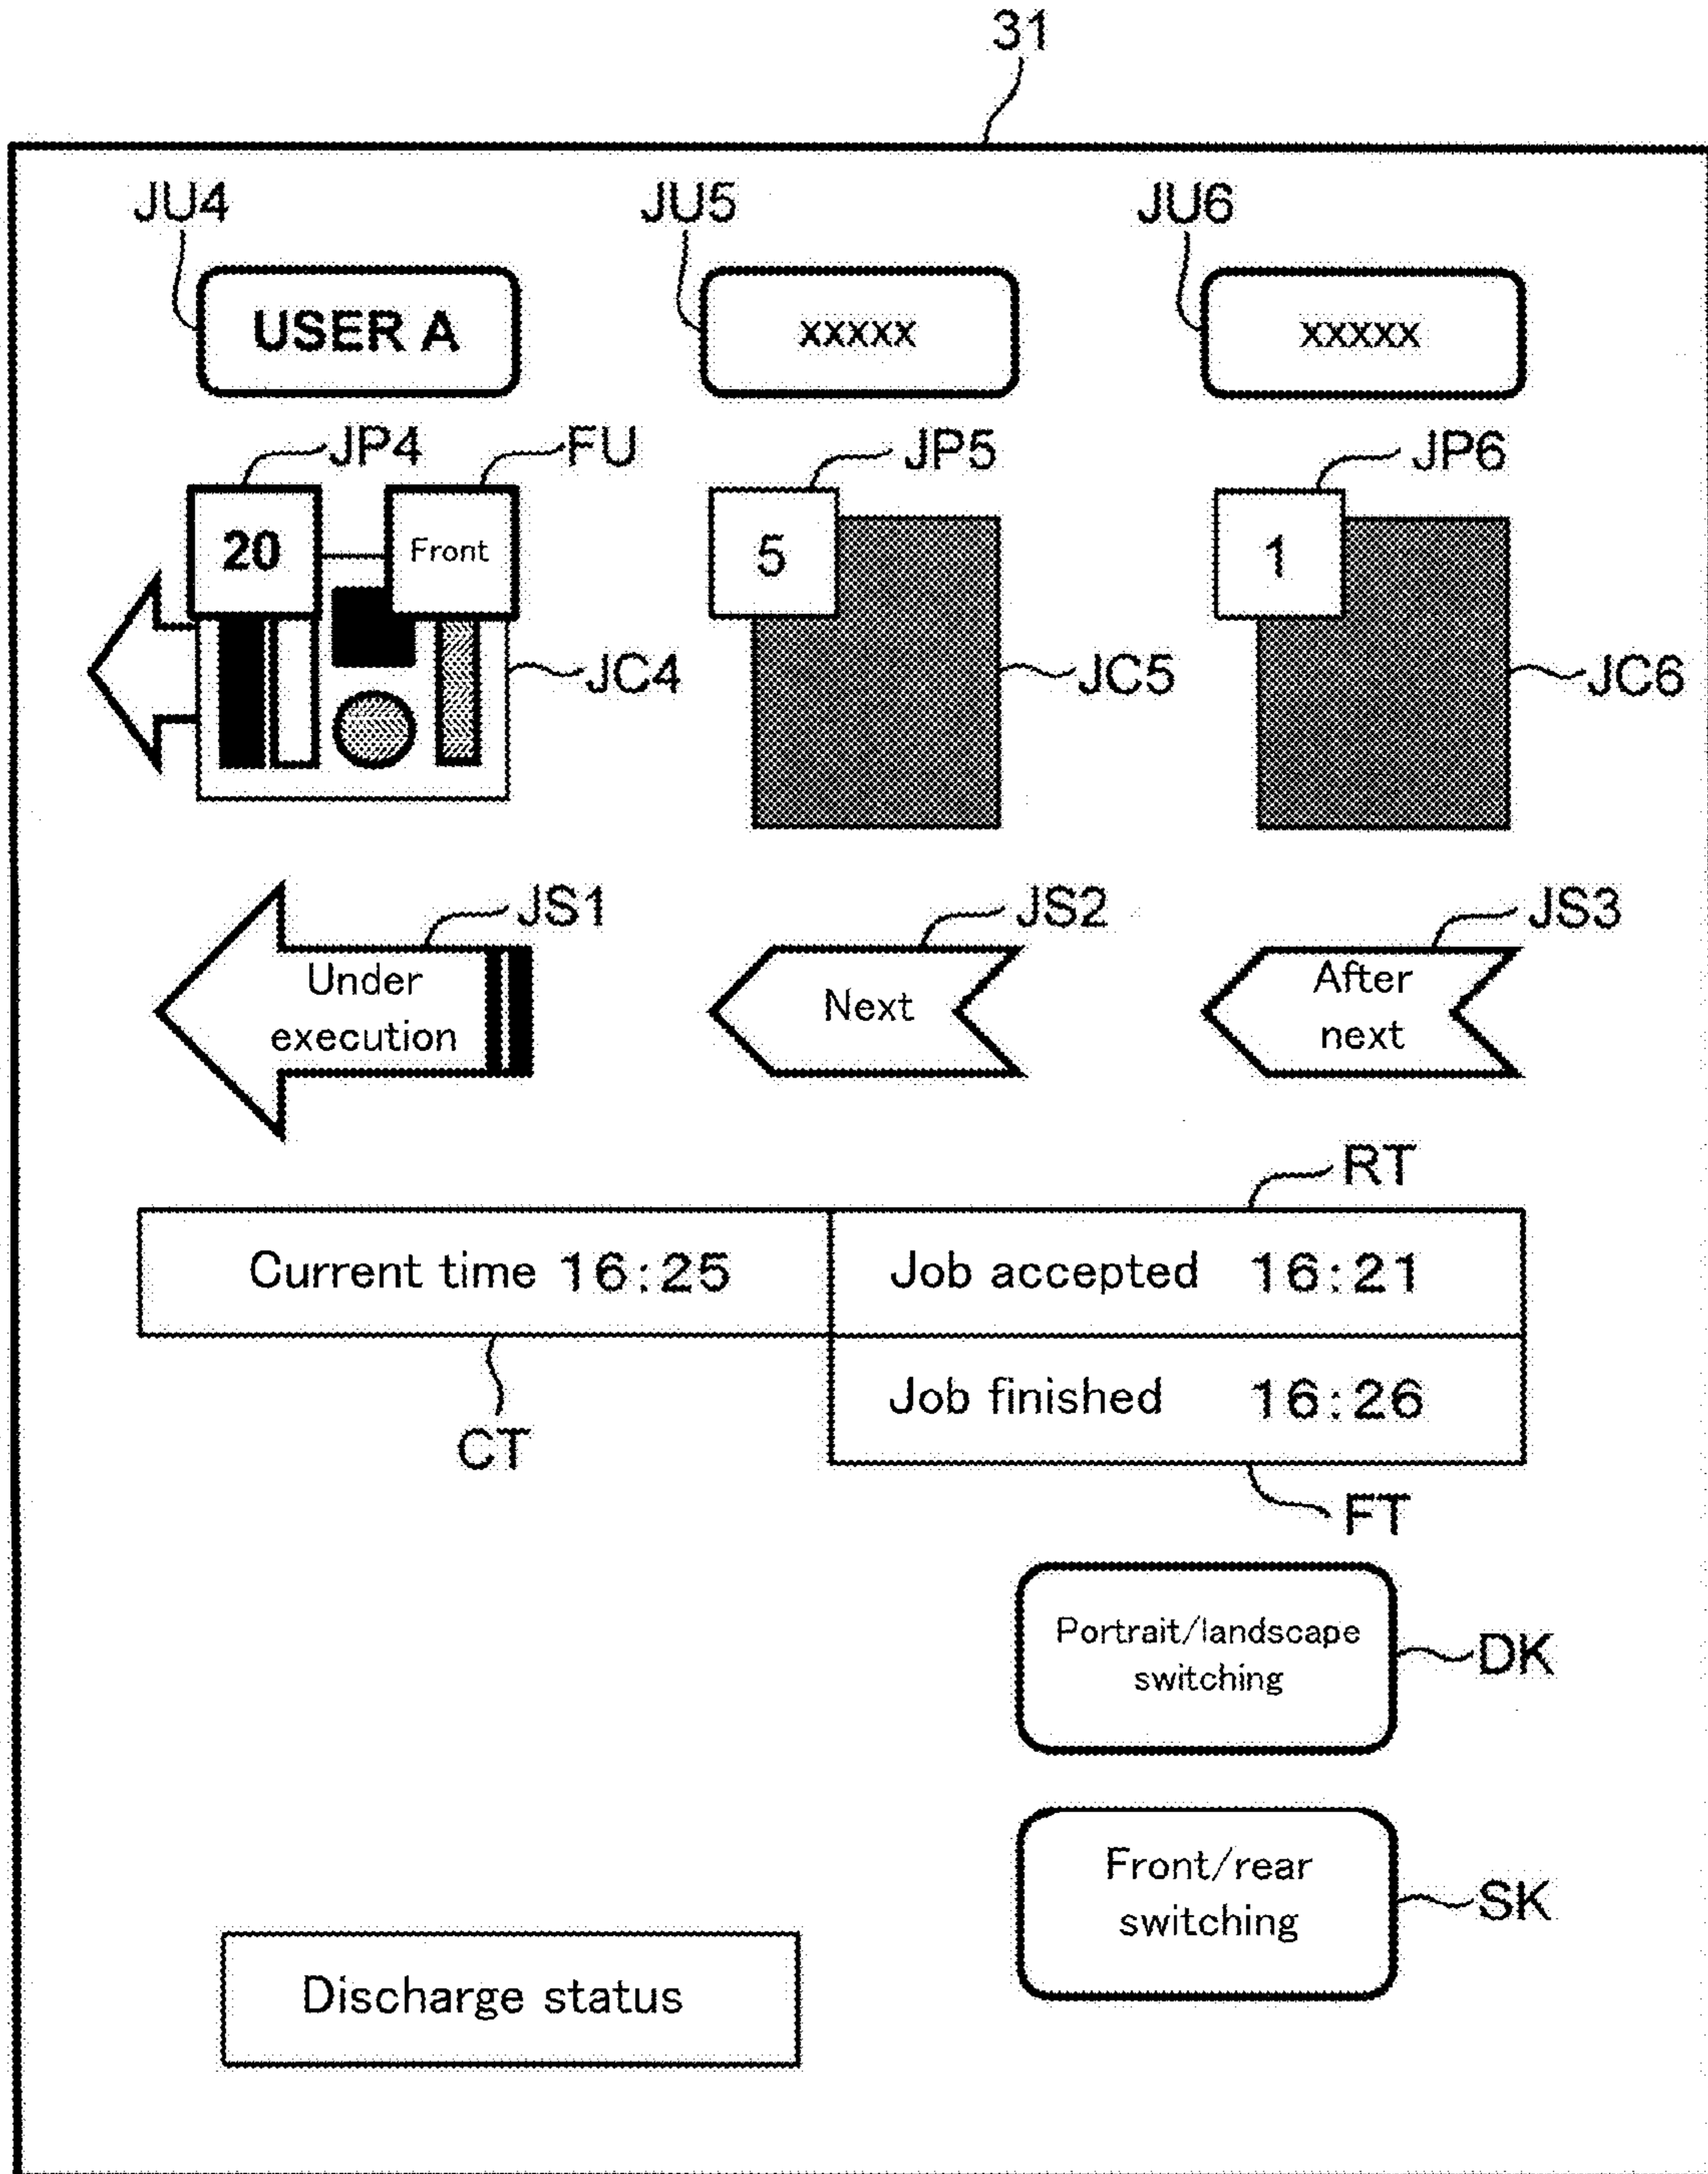 31
JU4
JU5
JU6
USER A
xxxxx
xxxxx
JP4
FU
JP5
JP6
20
Front
5
1
JC4
JC5
JC6
JS1
JS2
JS3
Under
execution
Next
After
next
RT
Current time 16:25
Job accepted 16:21
Job finished 16:26
CT
FT
Portrait/landscape
switching
DK
Front/rear
switching
SK
Discharge status